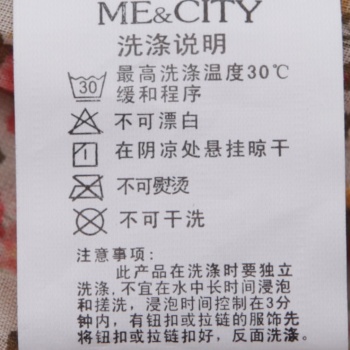 ME&CITY
洗涤说明
30
最高洗涤温度30℃
缓和程序
不可漂白
在阴凉处悬挂晾干
不可熨烫
不可干洗
注意事项:
此产品在洗涤时要独立
洗涤,不宜在水中长时间浸泡
和搓洗,浸泡时间控制在3分
钟内,有钮扣或拉链的服饰先
将钮扣或拉链扣好,反面洗涤。